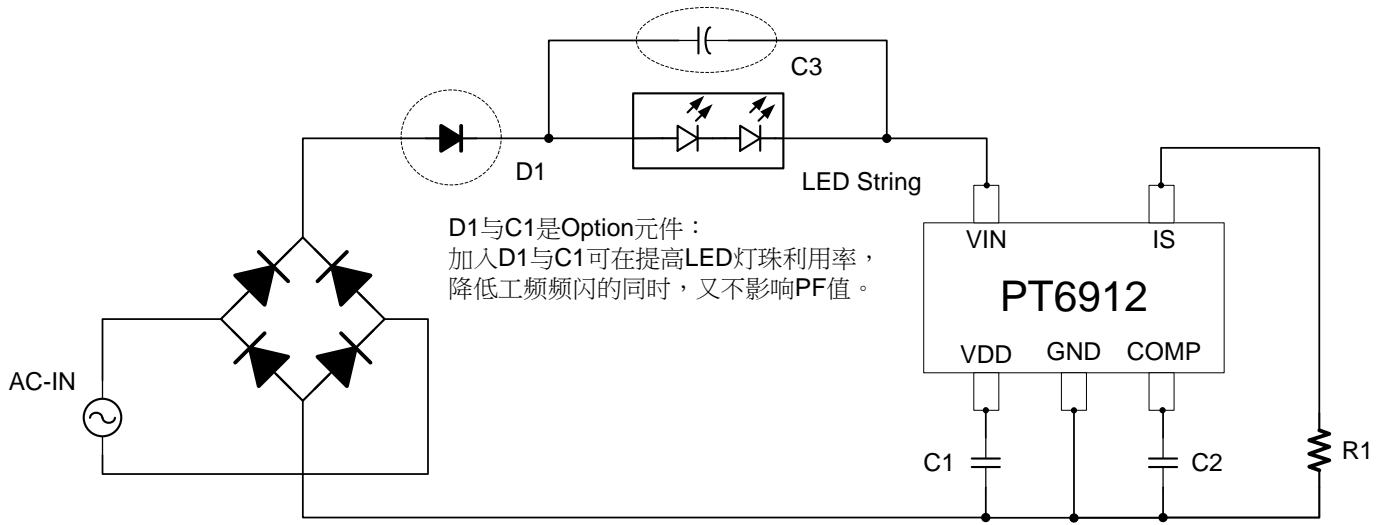 C3
D1
LED String
D1与C1是Option元件：
加入D1与C1可在提高LED灯珠利用率，
降低工频频闪的同时，又不影响PF值。
VIN
IS
PT6912
VDD
GND
COMP
AC-IN
C1
C2
R1